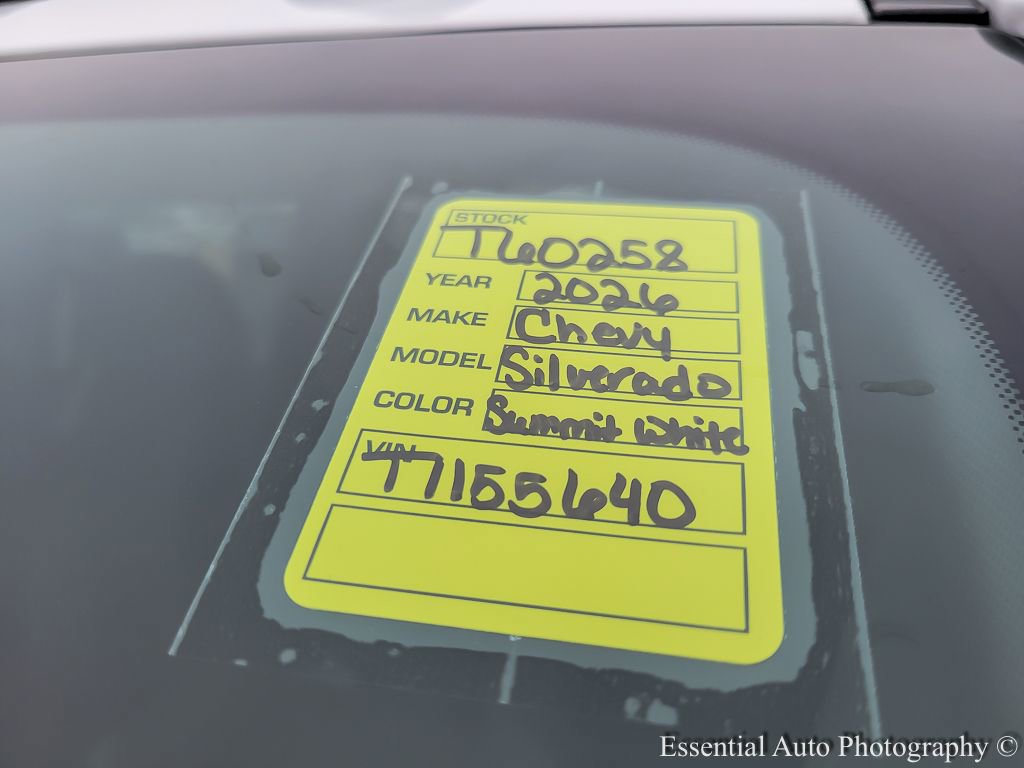 STOCK
T60258
YEAR 2026
MAKE Chevy
MODEL Silverado
COLOR Summit White
VIN
T7155640
Essential Auto Photography ©